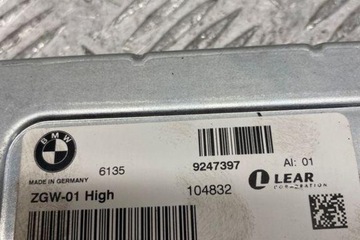 BMW
6135 9247397 AI: 01
MADE IN GERMANY
ZGW-01 High 104832 LEAR
CORPORATION